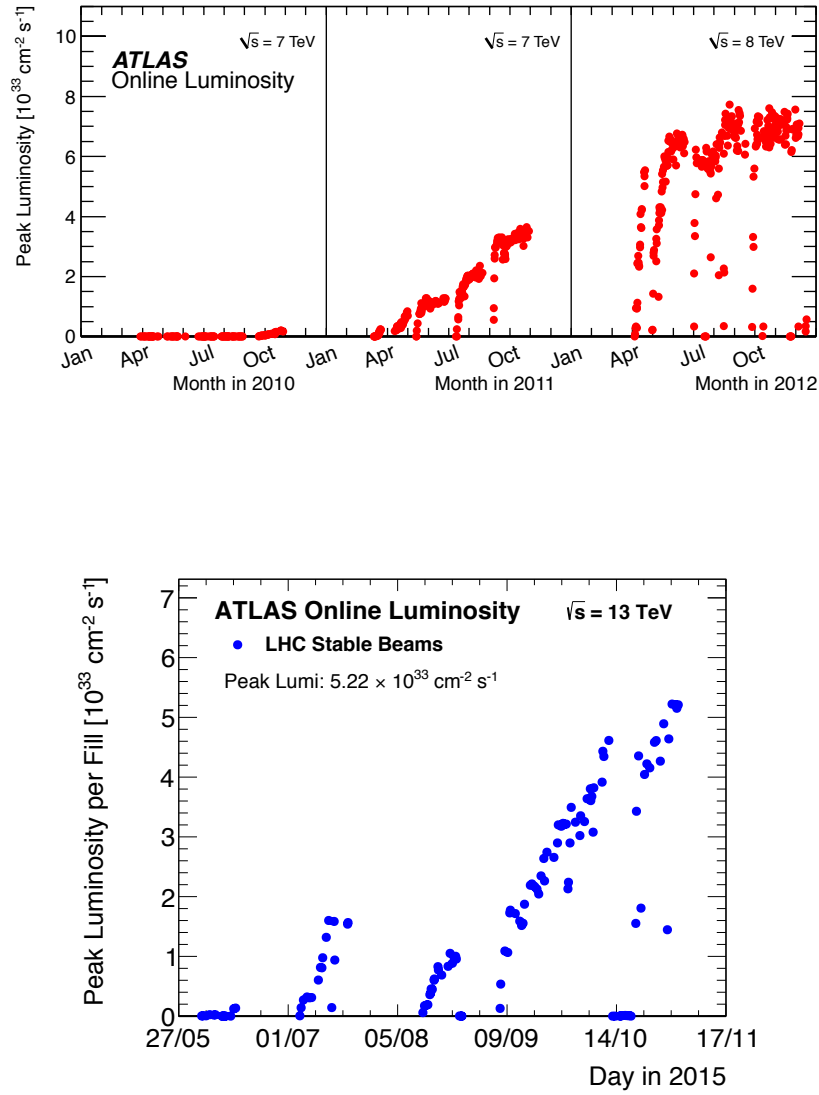 √s = 7 TeV √s = 7 TeV √s = 8 TeV
ATLAS
Online Luminosity
Peak Luminosity [10³³ cm⁻² s⁻¹]
10
8
6
4
2
0
Jan Apr Jul Oct Jan Apr Jul Oct Jan Apr Jul Oct
Month in 2010 Month in 2011 Month in 2012
ATLAS Online Luminosity √s = 13 TeV
LHC Stable Beams
Peak Lumi: 5.22 × 10³³ cm⁻² s⁻¹
Peak Luminosity per Fill [10³³ cm⁻² s⁻¹]
7
6
5
4
3
2
1
0
27/05 01/07 05/08 09/09 14/10 17/11
Day in 2015